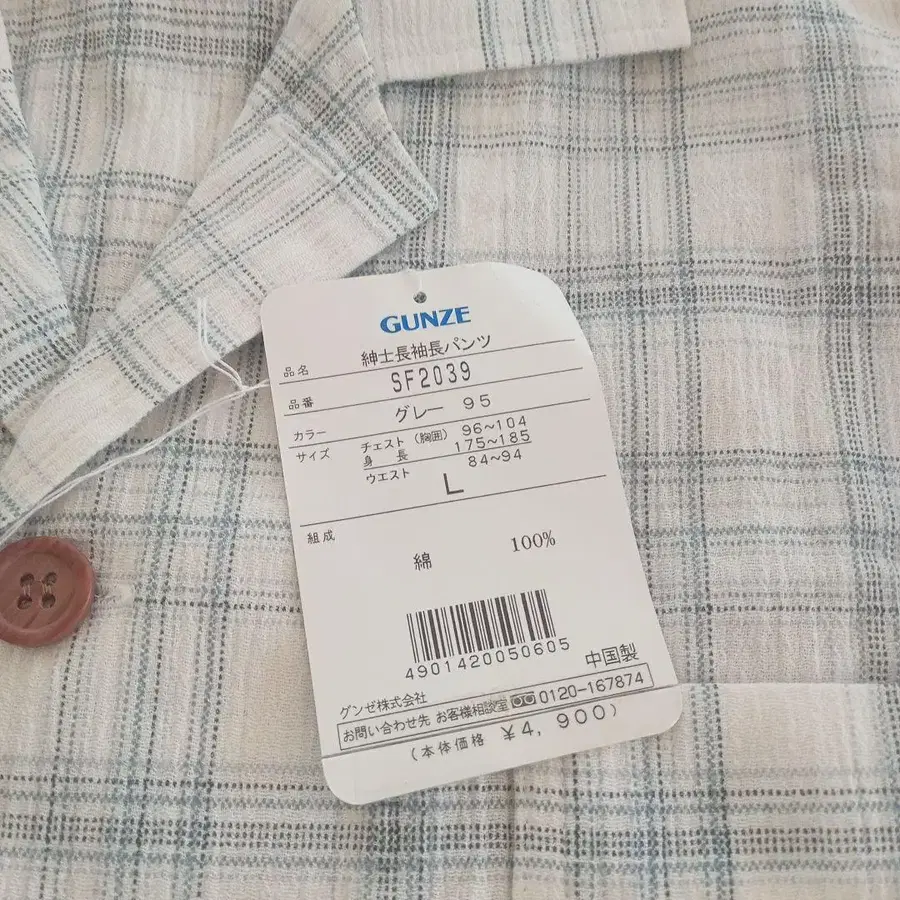 GUNZE
品名 紳士長袖長パンツ
品番 SF2039
カラー グレー 95
サイズ チェスト(胸囲) 96~104
身長 175~185
ウエスト 84~94
L
組成
綿 100%
4901420050605
中国製
グンゼ株式会社
お問い合わせ先 お客様相談室 0120-167874
(本体価格 ¥4,900)